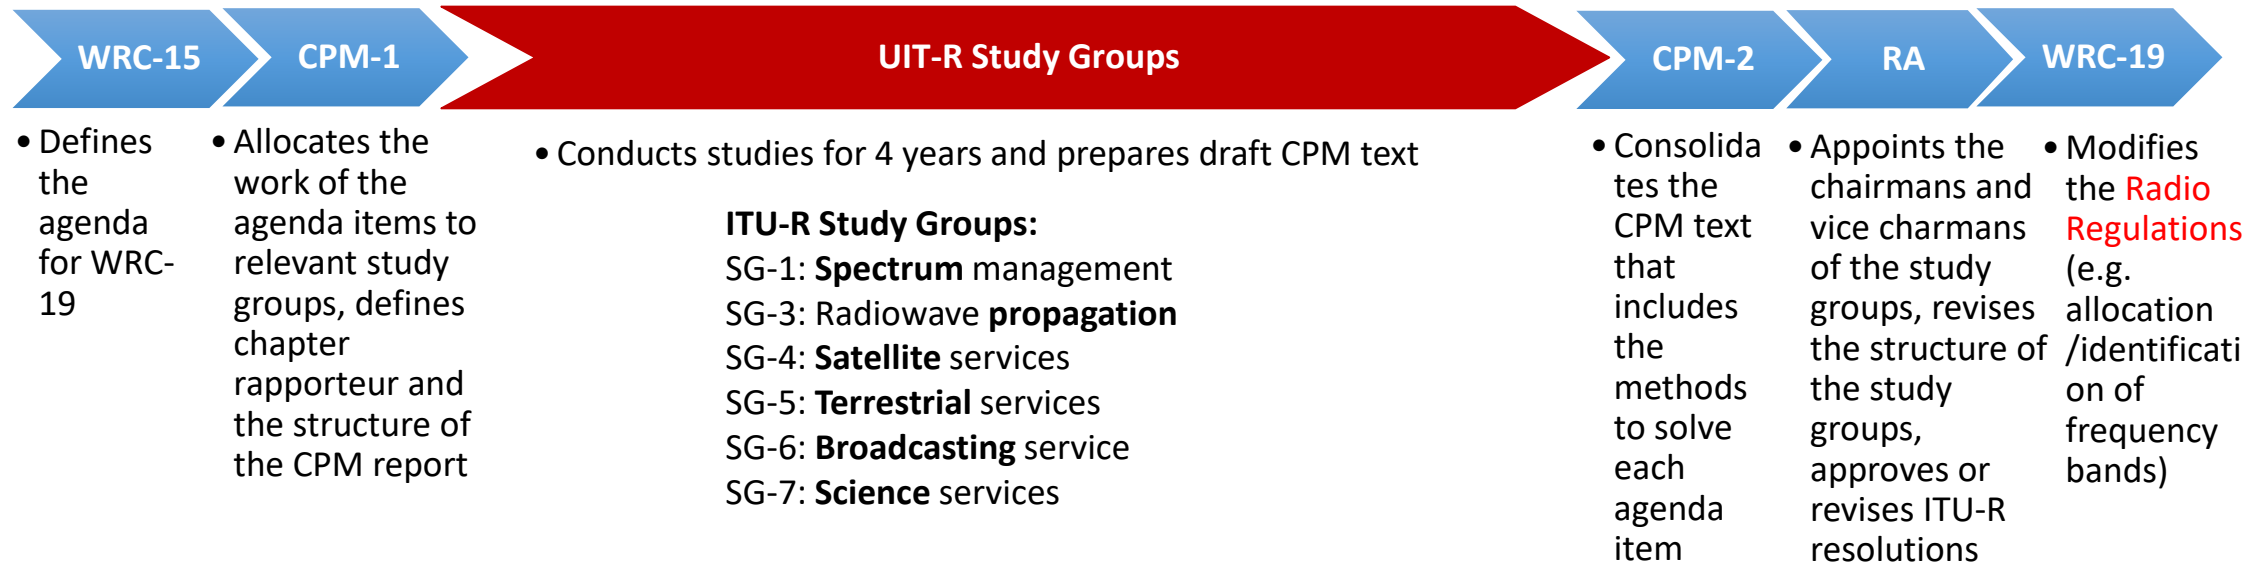 WRC-15
CPM-1
UIT-R Study Groups
CPM-2
RA
WRC-19
• Defines
the
agenda
for WRC-
19
• Allocates the
work of the
agenda items to
relevant study
groups, defines
chapter
rapporteur and
the structure of
the CPM report
• Conducts studies for 4 years and prepares draft CPM text
ITU-R Study Groups:
SG-1: Spectrum management
SG-3: Radiowave propagation
SG-4: Satellite services
SG-5: Terrestrial services
SG-6: Broadcasting service
SG-7: Science services
• Consolida
tes the
CPM text
that
includes
the
methods
to solve
each
agenda
item
• Appoints the
chairmans and
vice charmans
of the study
groups, revises
the structure of
the study
groups,
approves or
revises ITU-R
resolutions
• Modifies
the Radio
Regulations
(e.g.
allocation
/identificati
on of
frequency
bands)